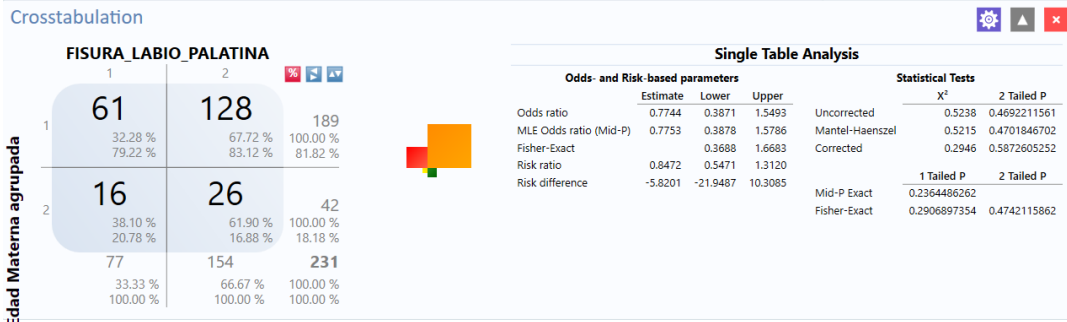 Crosstabulation
FISURA_LABIO_PALATINA
1 2 %
Edad Materna agrupada
1 61 128 189
32.28 % 67.72 % 100.00 %
79.22 % 83.12 % 81.82 %
2 16 26 42
38.10 % 61.90 % 100.00 %
20.78 % 16.88 % 18.18 %
77 154 231
33.33 % 66.67 % 100.00 %
100.00 % 100.00 % 100.00 %
Single Table Analysis
Odds- and Risk-based parameters
Estimate Lower Upper
Odds ratio 0.7744 0.3871 1.5493
MLE Odds ratio (Mid-P) 0.7753 0.3878 1.5786
Fisher-Exact 0.3688 1.6683
Risk ratio 0.8472 0.5471 1.3120
Risk difference -5.8201 -21.9487 10.3085
Statistical Tests
X² 2 Tailed P
Uncorrected 0.5238 0.4692211561
Mantel-Haenszel 0.5215 0.4701846702
Corrected 0.2946 0.5872605252
1 Tailed P 2 Tailed P
Mid-P Exact 0.2364486262
Fisher-Exact 0.2906897354 0.4742115862